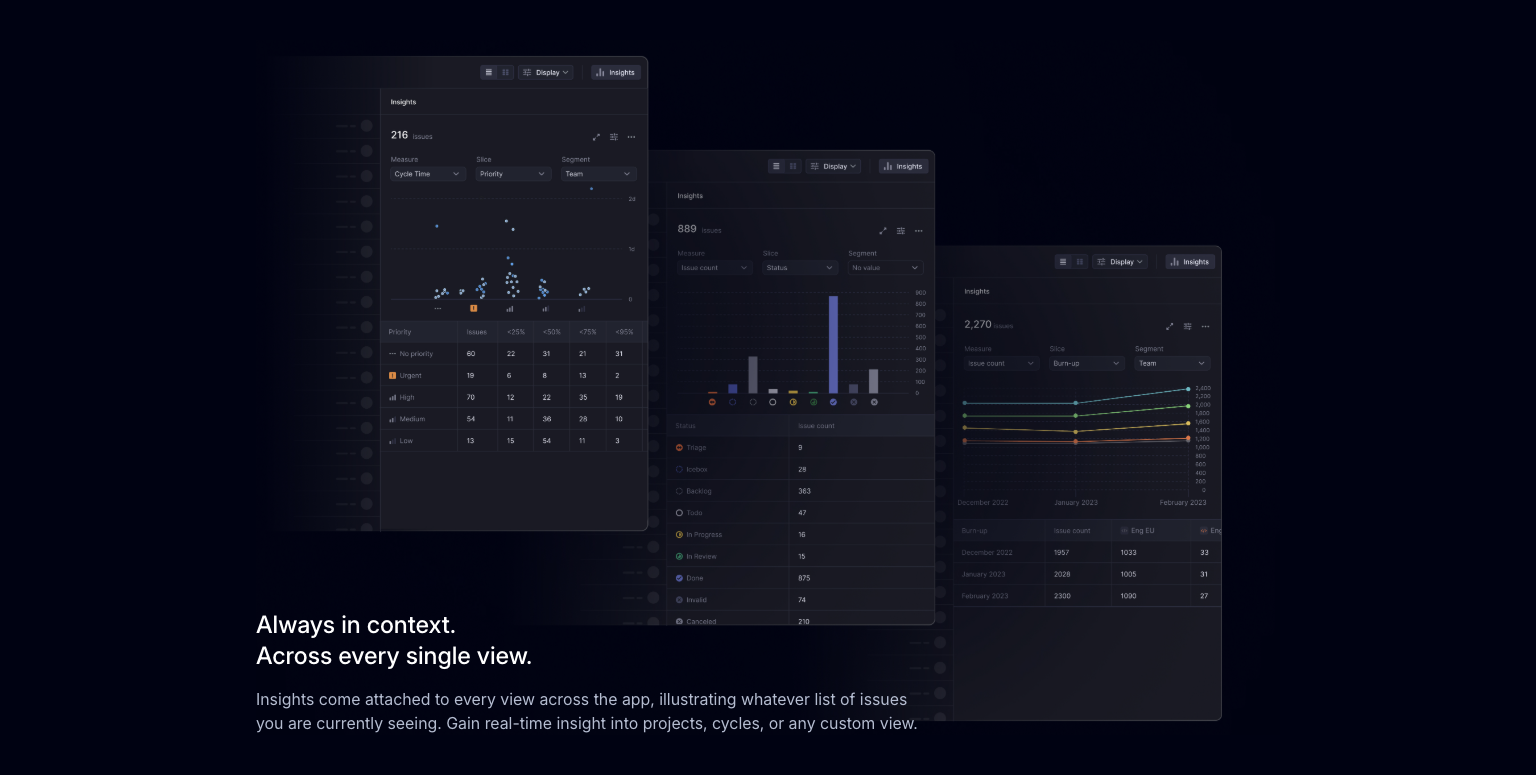 Display
Insights
Insights
216 Issues
Measure Slice Segment
Cycle Time Priority Team
2d
1d
0
Priority Issues <25% <50% <75% <95%
No priority 60 22 31 21 31
Urgent 19 6 8 13 2
High 70 12 22 35 19
Medium 54 11 36 28 10
Low 13 15 54 11 3
Display
Insights
Insights
889 Issues
Measure Slice Segment
Issue count Status No value
900
800
700
600
500
400
300
200
100
0
Status Issue count
Triage 9
Icebox 28
Backlog 363
Todo 47
In Progress 16
In Review 15
Done 875
Invalid 74
Canceled 210
Display
Insights
Insights
2,270 Issues
Measure Slice Segment
Issue count Burn-up Team
2,400
2,200
2,000
1,800
1,600
1,400
1,200
1,000
800
600
400
200
0
December 2022 January 2023 February 2023
Burn-up Issue count Eng EU Eng
December 2022 1957 1033 33
January 2023 2028 1005 31
February 2023 2300 1090 27
Always in context.
Across every single view.
Insights come attached to every view across the app, illustrating whatever list of issues
you are currently seeing. Gain real-time insight into projects, cycles, or any custom view.